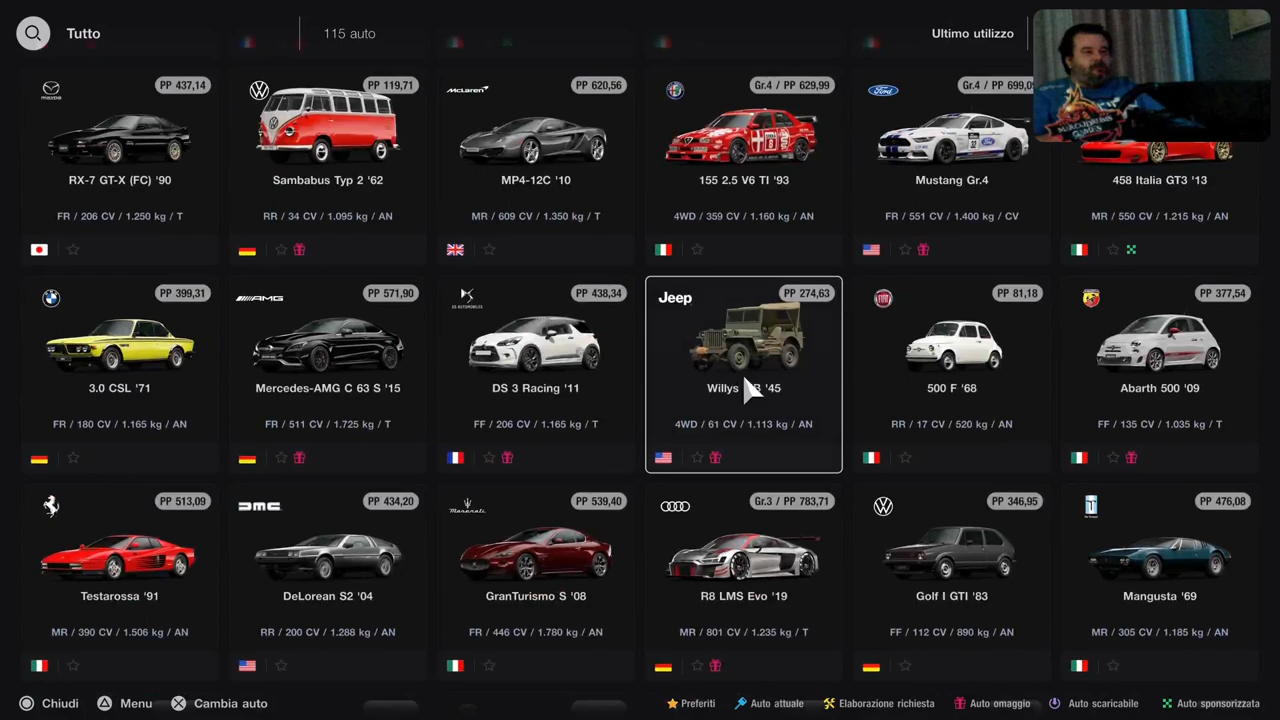 Tutto
115 auto
Ultimo utilizzo
mazda
PP 437,14
RX-7 GT-X (FC) '90
FR / 206 CV / 1.250 kg / T
PP 119,71
Sambabus Typ 2 '62
RR / 34 CV / 1.095 kg / AN
McLaren
PP 620,56
MP4-12C '10
MR / 609 CV / 1.350 kg / T
Gr.4 / PP 629,99
155 2.5 V6 TI '93
4WD / 359 CV / 1.160 kg / AN
Ford
Gr.4 / PP 699,0
Mustang Gr.4
FR / 551 CV / 1.400 kg / CV
458 Italia GT3 '13
MR / 550 CV / 1.215 kg / AN
PP 399,31
3.0 CSL '71
FR / 180 CV / 1.165 kg / AN
AMG
PP 571,90
Mercedes-AMG C 63 S '15
FR / 511 CV / 1.725 kg / T
DS AUTOMOBILES
PP 438,34
DS 3 Racing '11
FF / 206 CV / 1.165 kg / T
Jeep
PP 274,63
Willys B '45
4WD / 61 CV / 1.113 kg / AN
FIAT
PP 81,18
500 F '68
RR / 17 CV / 520 kg / AN
PP 377,54
Abarth 500 '09
FF / 135 CV / 1.035 kg / T
PP 513,09
Testarossa '91
MR / 390 CV / 1.506 kg / AN
DMC
PP 434,20
DeLorean S2 '04
RR / 200 CV / 1.288 kg / AN
Maserati
PP 539,40
GranTurismo S '08
FR / 446 CV / 1.780 kg / AN
Gr.3 / PP 783,71
R8 LMS Evo '19
MR / 801 CV / 1.235 kg / T
PP 346,95
Golf I GTI '83
FF / 112 CV / 890 kg / AN
PP 476,08
Mangusta '69
MR / 305 CV / 1.185 kg / AN
Chiudi
Menu
Cambia auto
Preferiti
Auto attuale
Elaborazione richiesta
Auto omaggio
Auto scaricabile
Auto sponsorizzata